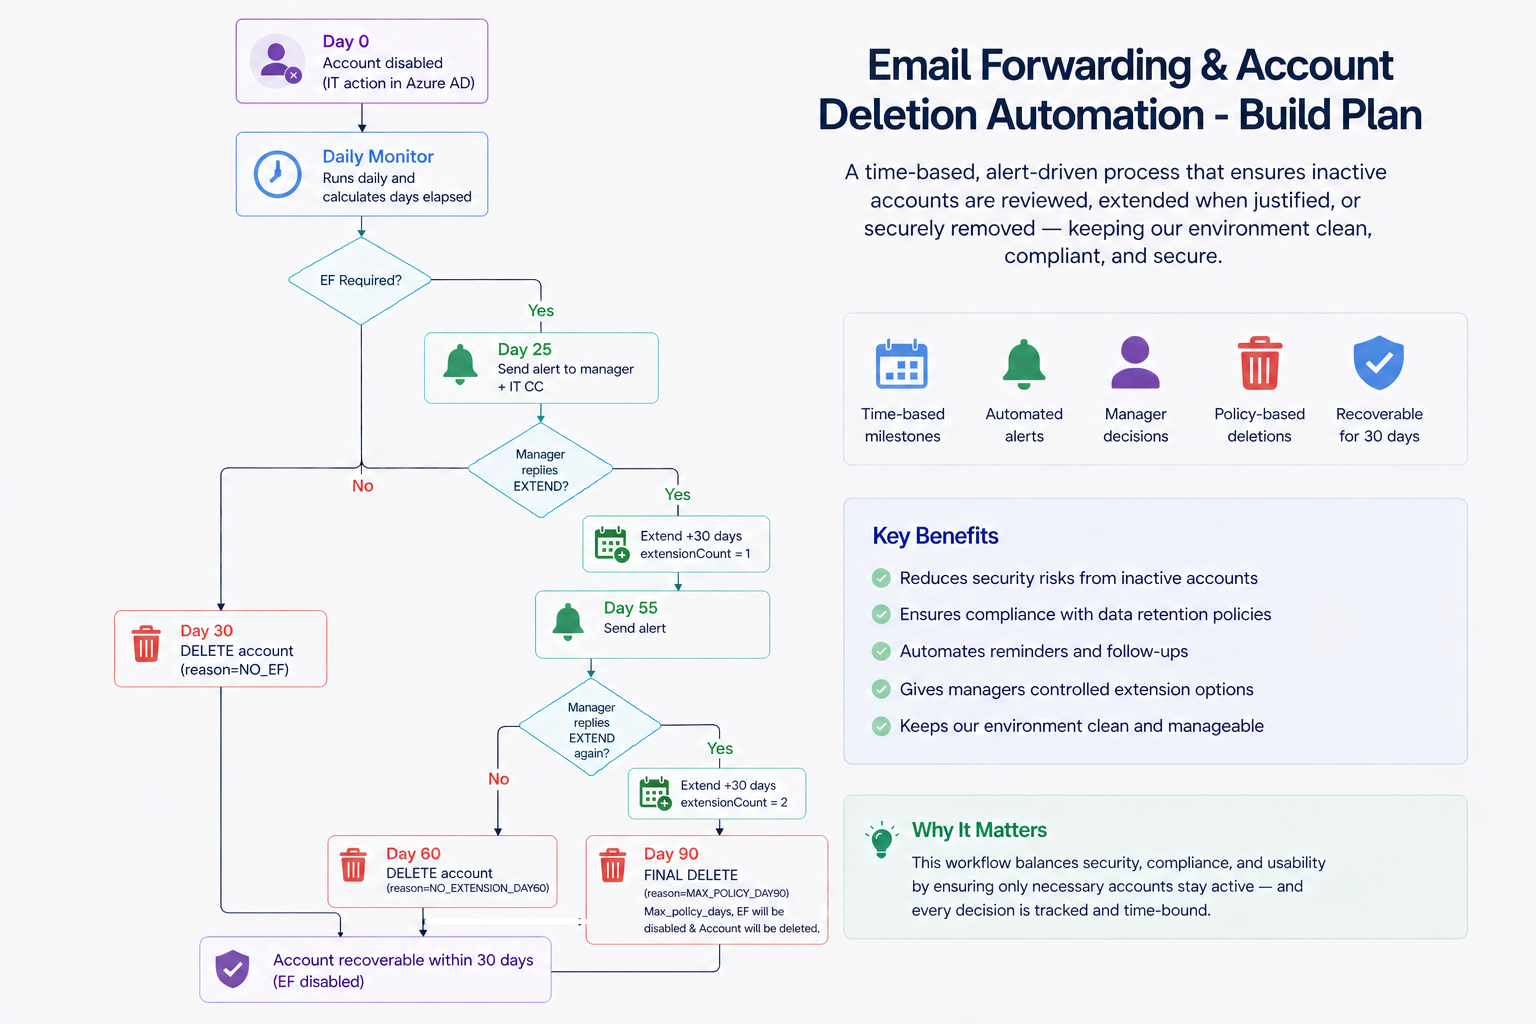 Day 0
Account disabled
(IT action in Azure AD)
Daily Monitor
Runs daily and
calculates days elapsed
EF Required?
Yes
Day 25
Send alert to manager
+ IT CC
Manager
replies
EXTEND?
No
Yes
Extend +30 days
extensionCount = 1
Day 55
Send alert
Day 30
DELETE account
(reason=NO_EF)
Manager
replies
EXTEND
again?
No
Yes
Extend +30 days
extensionCount = 2
Day 60
DELETE account
(reason=NO_EXTENSION_DAY60)
Day 90
FINAL DELETE
(reason=MAX_POLICY_DAY90)
Max_policy_days, EF will be
disabled & Account will be deleted.
Account recoverable within 30 days
(EF disabled)
Email Forwarding & Account
Deletion Automation - Build Plan
A time-based, alert-driven process that ensures inactive
accounts are reviewed, extended when justified, or
securely removed — keeping our environment clean,
compliant, and secure.
Time-based
milestones
Automated
alerts
Manager
decisions
Policy-based
deletions
Recoverable
for 30 days
Key Benefits
Reduces security risks from inactive accounts
Ensures compliance with data retention policies
Automates reminders and follow-ups
Gives managers controlled extension options
Keeps our environment clean and manageable
Why It Matters
This workflow balances security, compliance, and usability
by ensuring only necessary accounts stay active — and
every decision is tracked and time-bound.